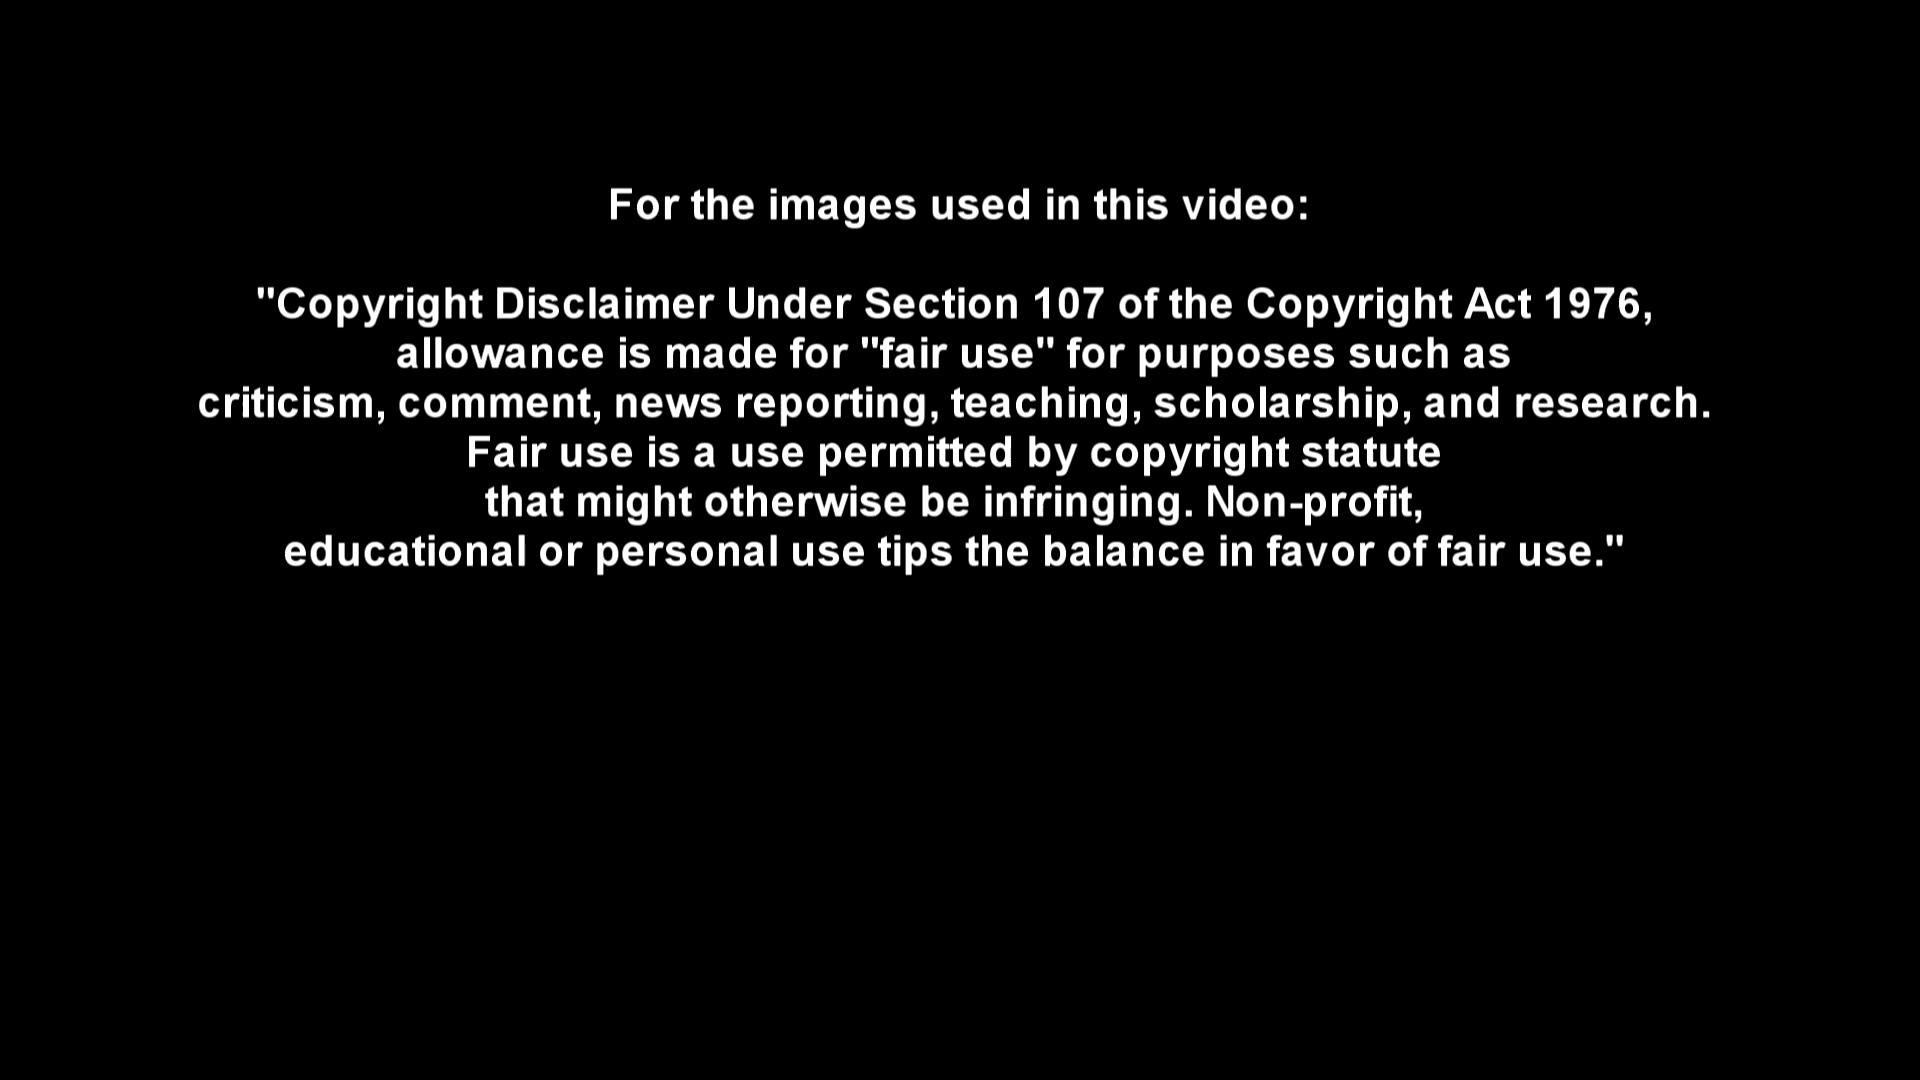 For the images used in this video:
"Copyright Disclaimer Under Section 107 of the Copyright Act 1976,
allowance is made for "fair use" for purposes such as
criticism, comment, news reporting, teaching, scholarship, and research.
Fair use is a use permitted by copyright statute
that might otherwise be infringing. Non-profit,
educational or personal use tips the balance in favor of fair use."